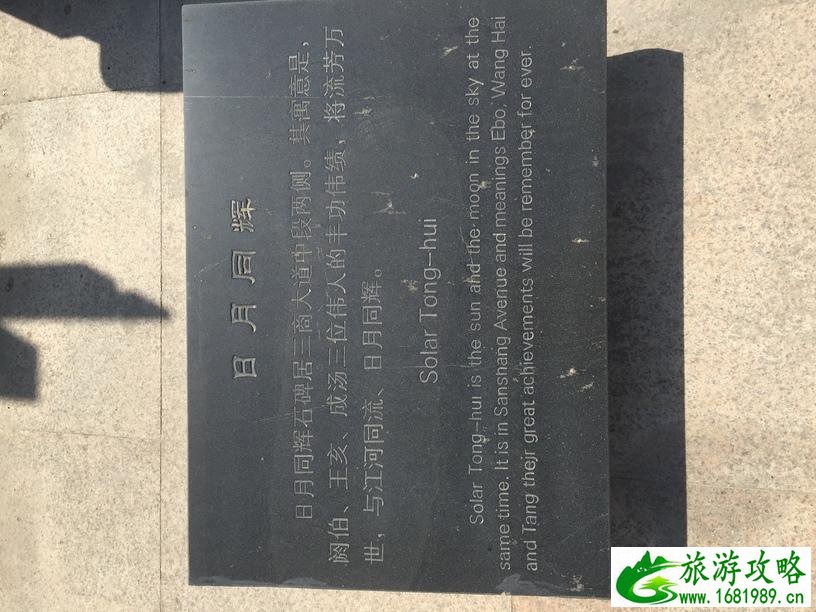 日月同辉
日月同辉石碑居三商大道中段两侧。其寓意是，
阏伯、王亥、成汤三位伟人的丰功伟绩，将流芳万
世，与江河同流、日月同辉。
Solar Tong-hui
Solar Tong-hui is the sun and the moon in the sky at the
same time. It is in Sanshang Avenue and meanings Ebo, Wang Hai
and Tang their great achievements will be remember for ever.
旅游攻略
www.1681989.cn